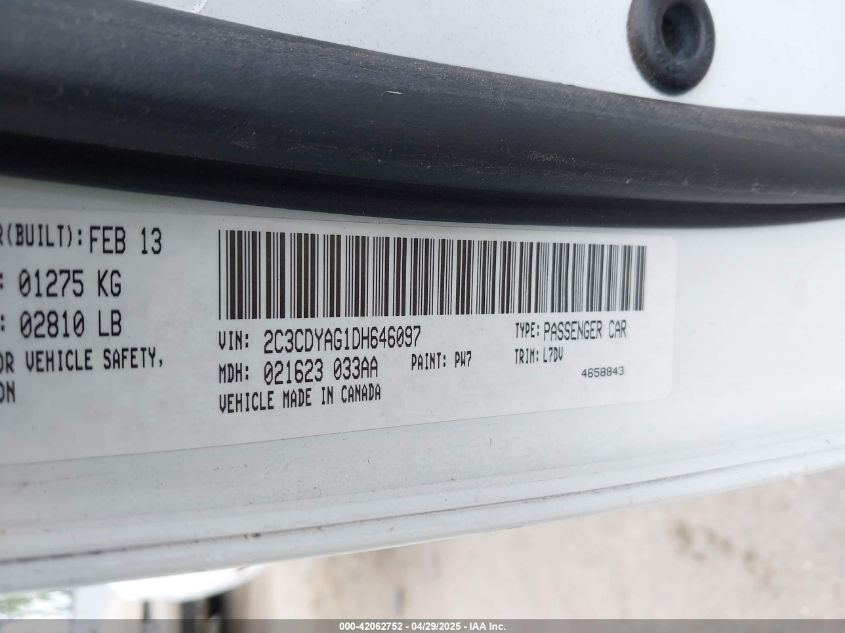 R(BUILT): FEB 13
: 01275 KG
: 02810 LB
OR VEHICLE SAFETY,
ON
VIN: 2C3CDYAG1DH646097
TYPE: PASSENGER CAR
MDH: 021623 033AA
PAINT: PW7
TRIM: L7DV
VEHICLE MADE IN CANADA
4658843
000-42062752 - 04/29/2025 - IAA Inc.